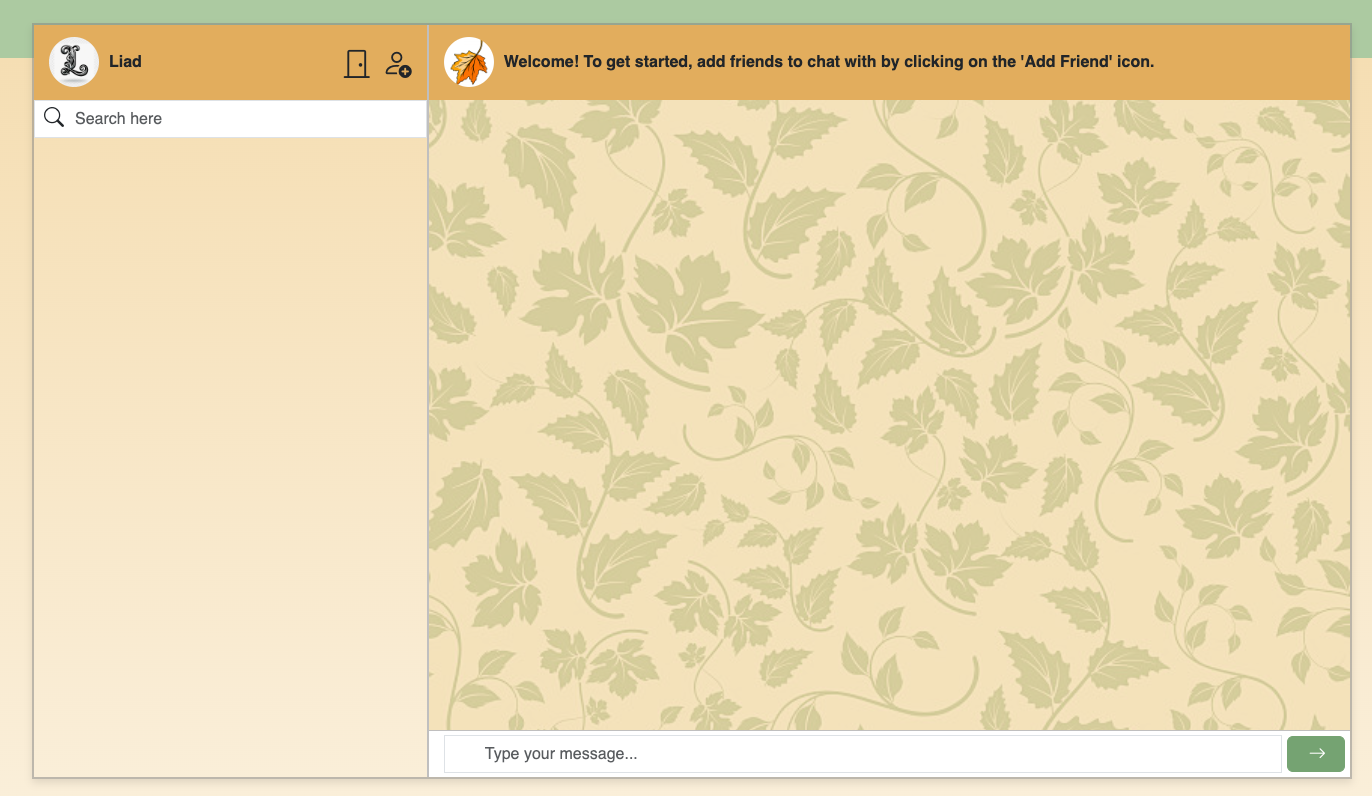 L
Liad
Welcome! To get started, add friends to chat with by clicking on the 'Add Friend' icon.
Search here
Type your message...